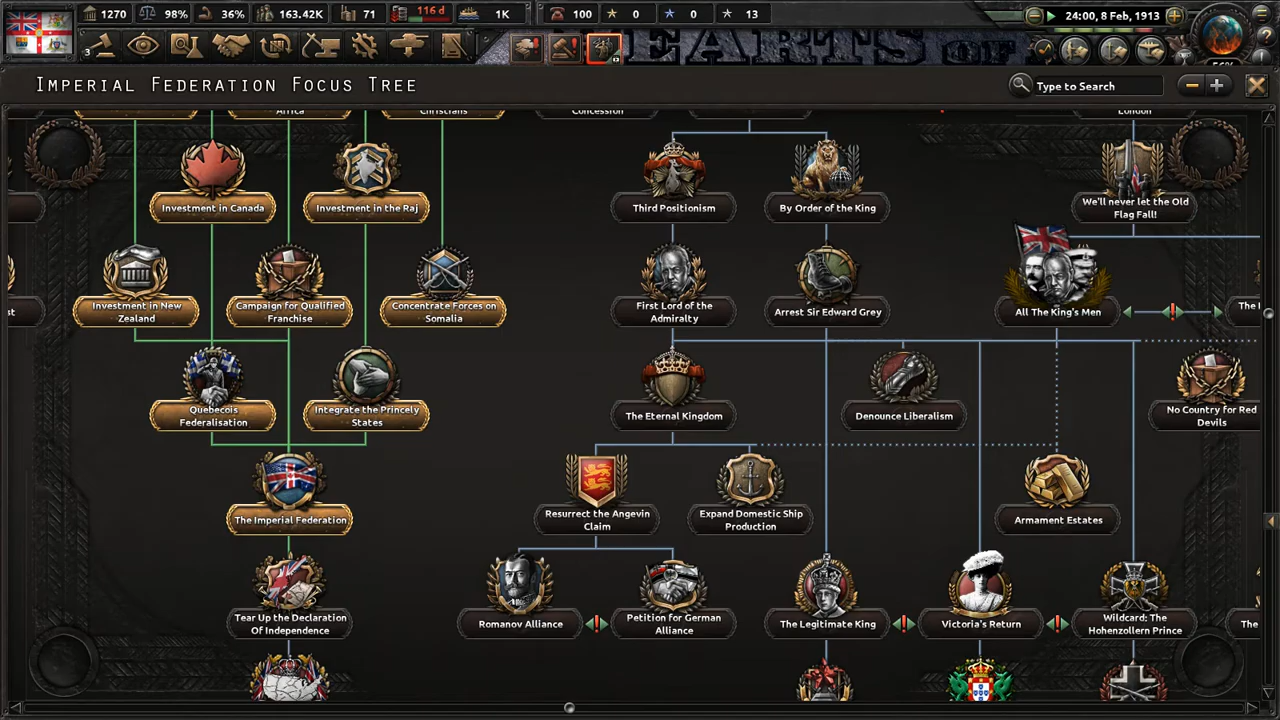 1270
98%
36%
163.42K
71
116 d
1K
100
0
0
13
24:00, 8 Feb, 1913
3
HEARTS OF
56%
Imperial Federation Focus Tree
Type to Search
Africa
Christians
Concession
London
Investment in Canada
Investment in the Raj
Third Positionism
By Order of the King
We'll never let the Old
Flag Fall!
Investment in New
Zealand
Campaign for Qualified
Franchise
Concentrate Forces on
Somalia
First Lord of the
Admiralty
Arrest Sir Edward Grey
All The King's Men
Quebecois
Federalisation
Integrate the Princely
States
The Eternal Kingdom
Denounce Liberalism
No Country for Red
Devils
The Imperial Federation
Resurrect the Angevin
Claim
Expand Domestic Ship
Production
Armament Estates
Tear Up the Declaration
Of Independence
Romanov Alliance
Petition for German
Alliance
The Legitimate King
Victoria's Return
Wildcard: The
Hohenzollern Prince
The